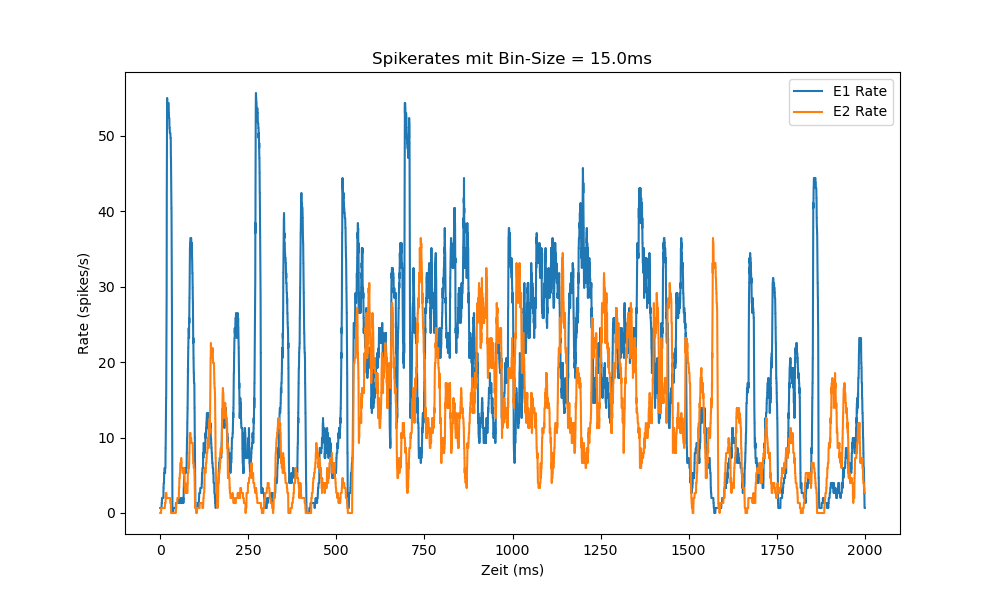 Spikerates mit Bin-Size = 15.0ms
E1 Rate
E2 Rate
Rate (spikes/s)
50
40
30
20
10
0
0 250 500 750 1000 1250 1500 1750 2000
Zeit (ms)